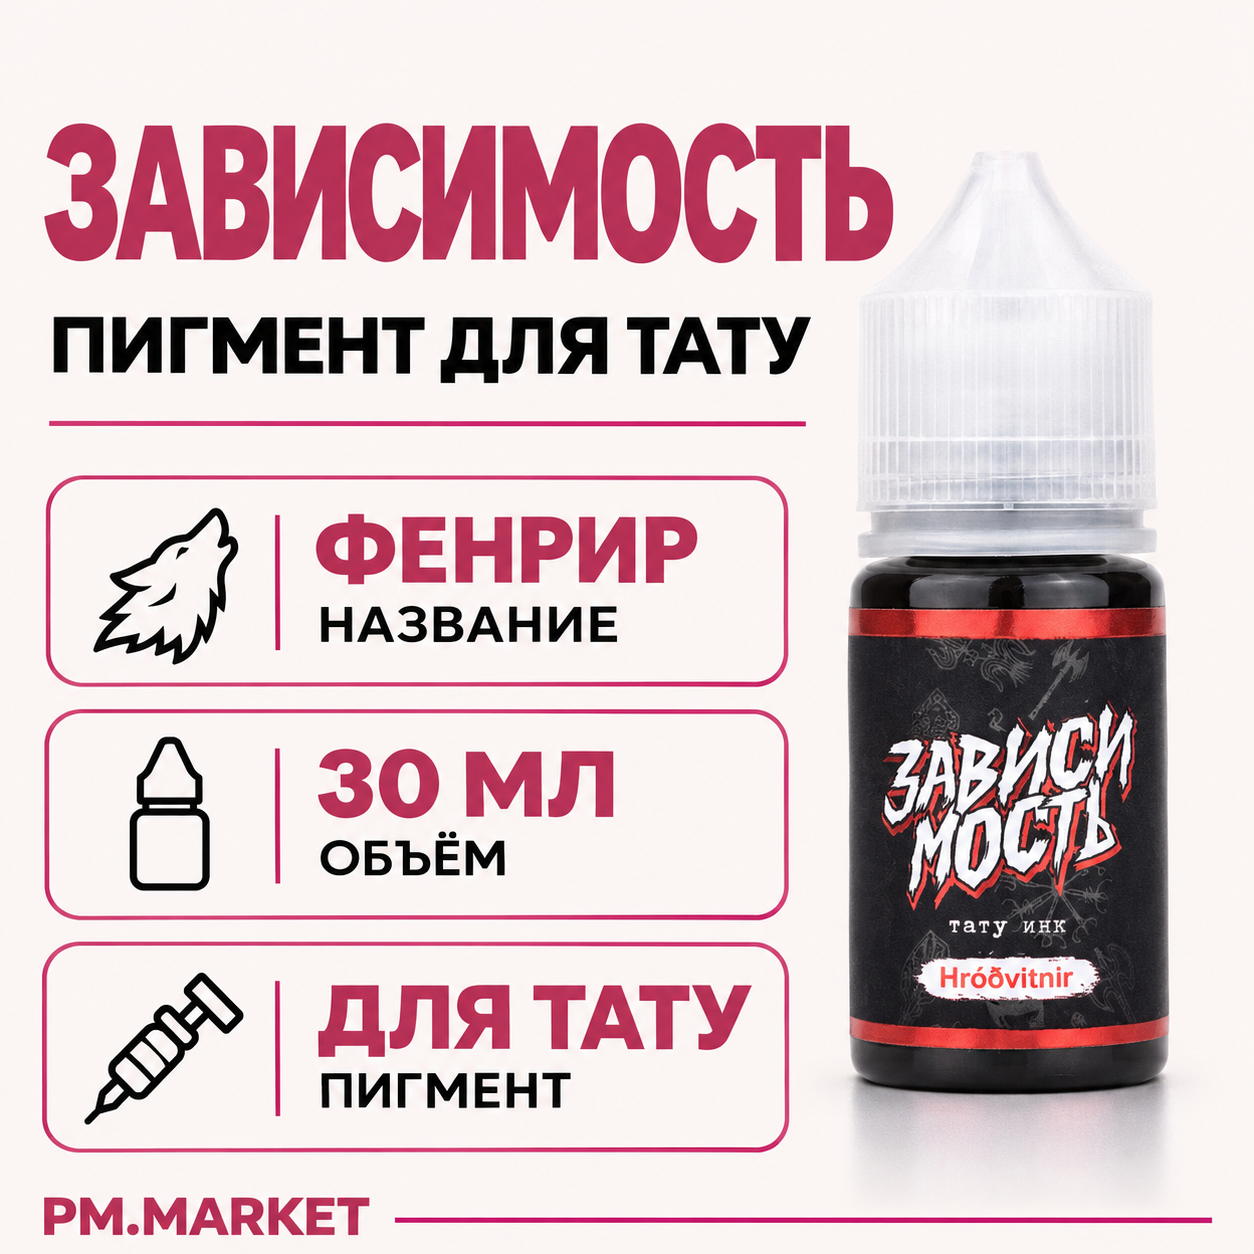 ЗАВИСИМОСТЬ
ПИГМЕНТ ДЛЯ ТАТУ
ФЕНРИР
НАЗВАНИЕ
30 МЛ
ОБЪЁМ
ДЛЯ ТАТУ
ПИГМЕНТ
PM.MARKET
ЗАВИСИ
МОСТЬ
тату инк
Hróðvitnir